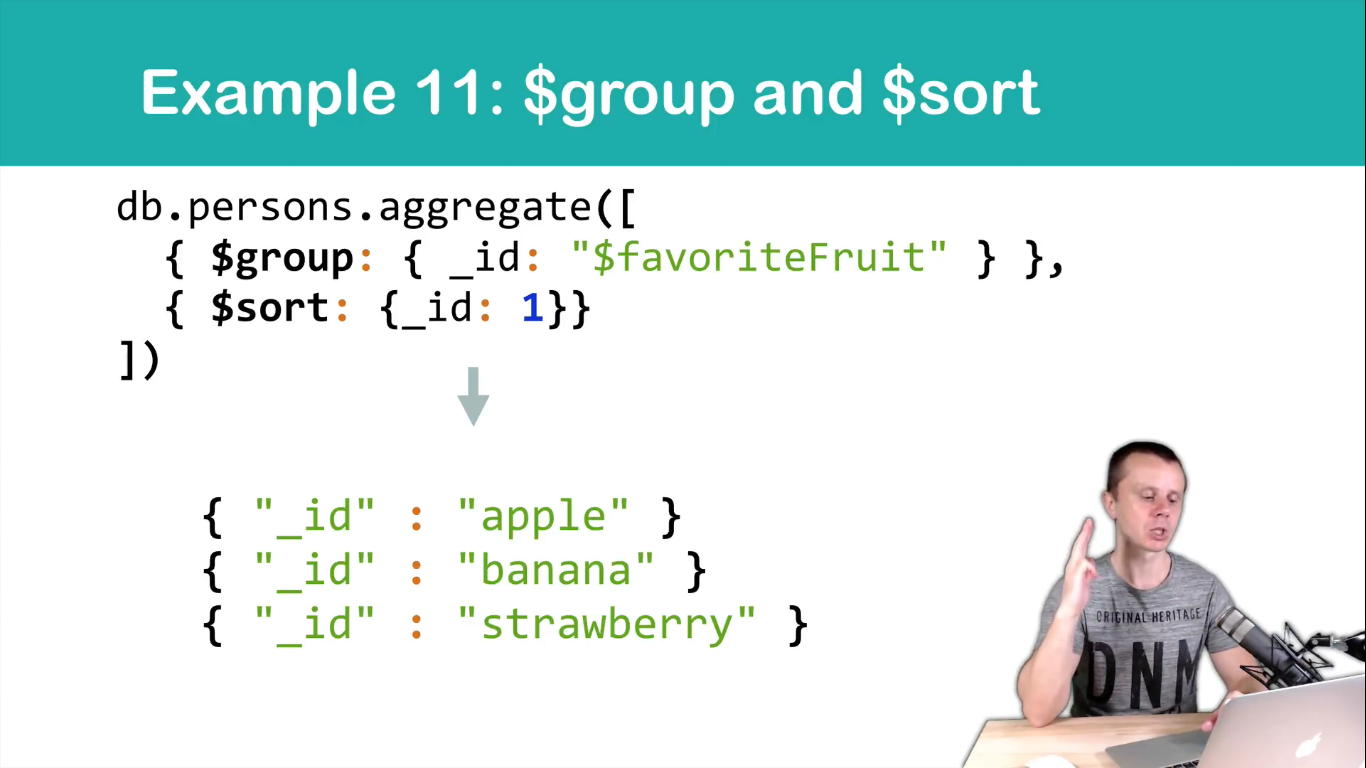 Example 11: $group and $sort
db.persons.aggregate([
{ $group: { _id: "$favoriteFruit" } },
{ $sort: {_id: 1}}
])
{ "_id" : "apple" }
{ "_id" : "banana" }
{ "_id" : "strawberry" }
ORIGINAL HERITAGE
DNM